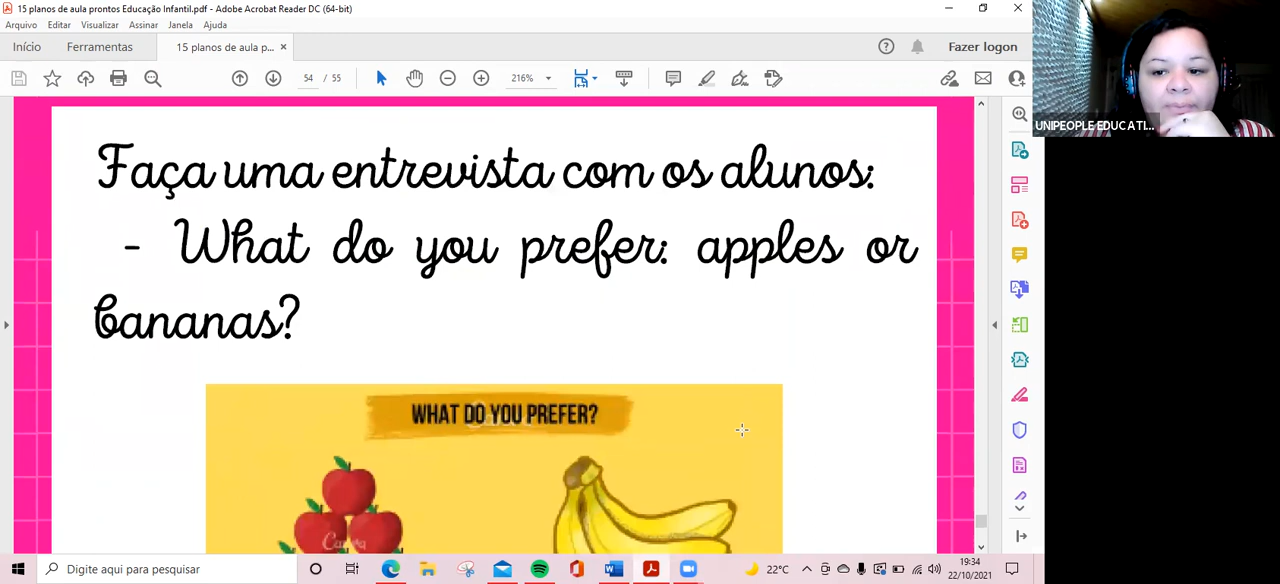 15 planos de aula prontos Educação Infantil.pdf - Adobe Acrobat Reader DC (64-bit)
Arquivo Editar Visualizar Assinar Janela Ajuda
Início Ferramentas 15 planos de aula p... Fazer logon
54 / 55 216%
UNIPEOPLE EDUCATI...
Faça uma entrevista com os alunos:
- What do you prefer: apples or
bananas?
WHAT DO YOU PREFER?
Canva
Digite aqui para pesquisar
22°C
19:34
22/10/2021